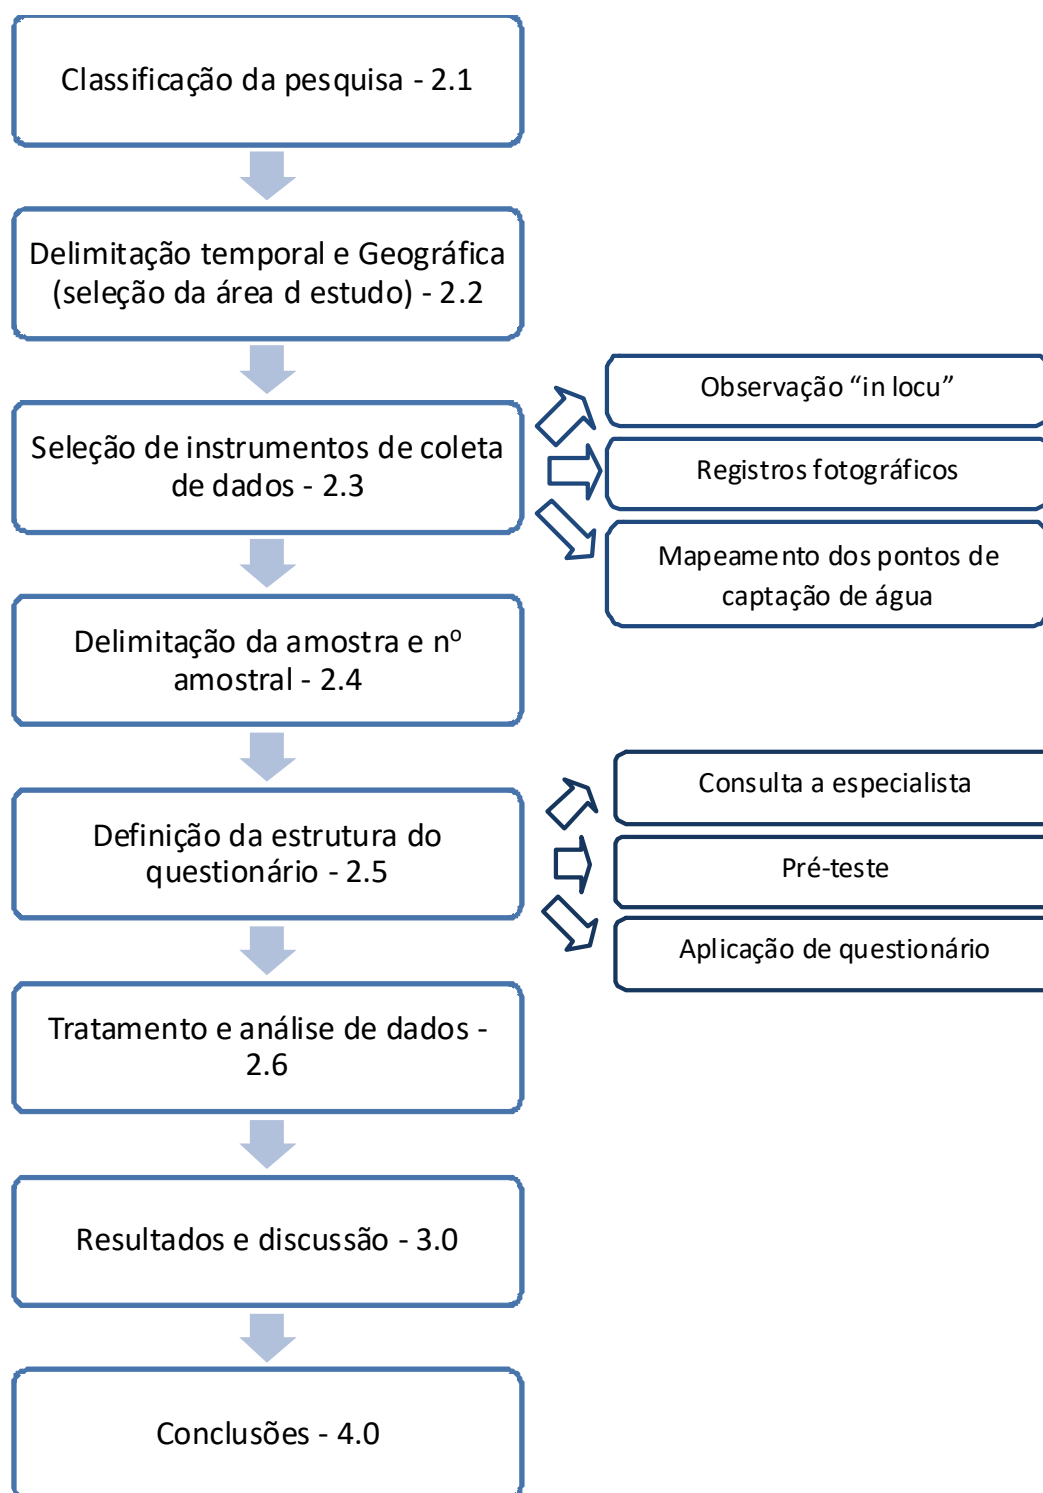 Classificação da pesquisa - 2.1
Delimitação temporal e Geográfica
(seleção da área d estudo) - 2.2
Seleção de instrumentos de coleta
de dados - 2.3
Observação “in locu”
Registros fotográficos
Mapeamento dos pontos de
captação de água
Delimitação da amostra e nº
amostral - 2.4
Definição da estrutura do
questionário - 2.5
Consulta a especialista
Pré-teste
Aplicação de questionário
Tratamento e análise de dados -
2.6
Resultados e discussão - 3.0
Conclusões - 4.0